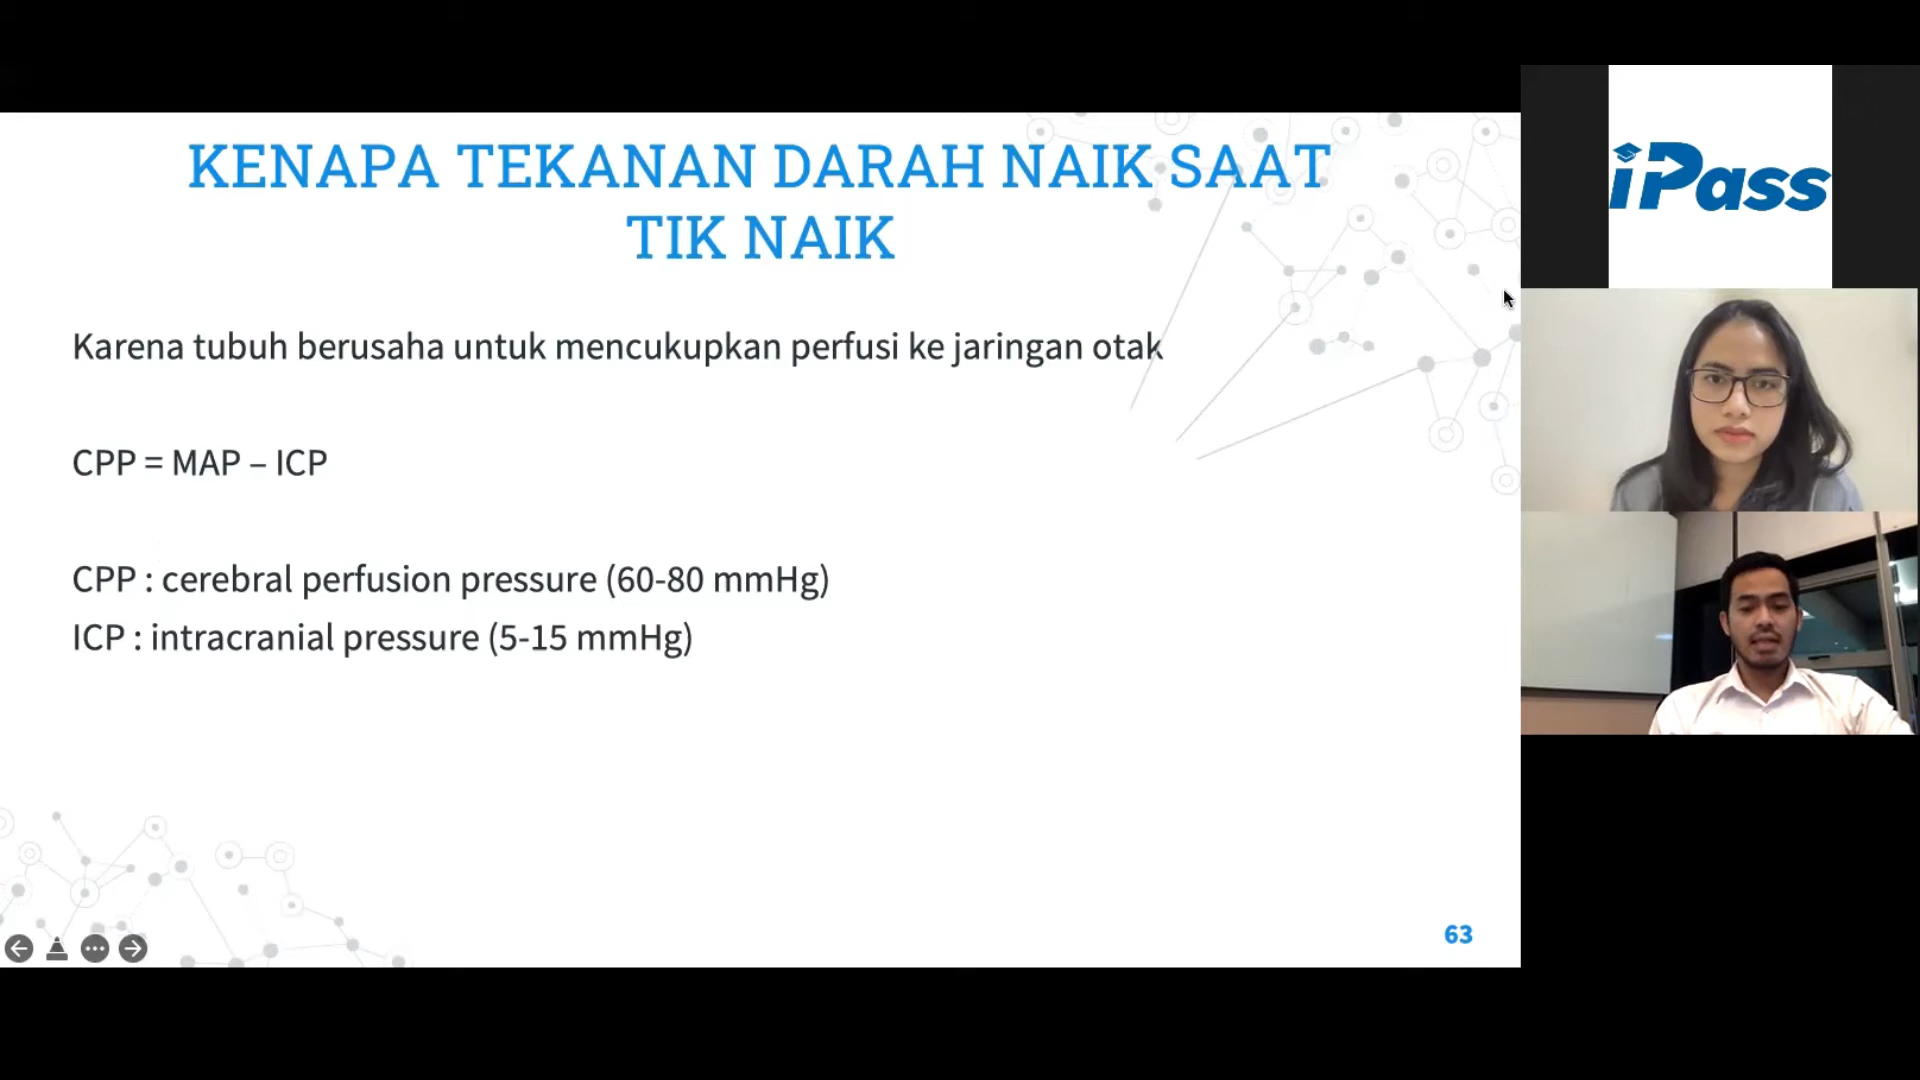 KENAPA TEKANAN DARAH NAIK SAAT
TIK NAIK
Karena tubuh berusaha untuk mencukupkan perfusi ke jaringan otak
CPP = MAP – ICP
CPP : cerebral perfusion pressure (60-80 mmHg)
ICP : intracranial pressure (5-15 mmHg)
63
iPass